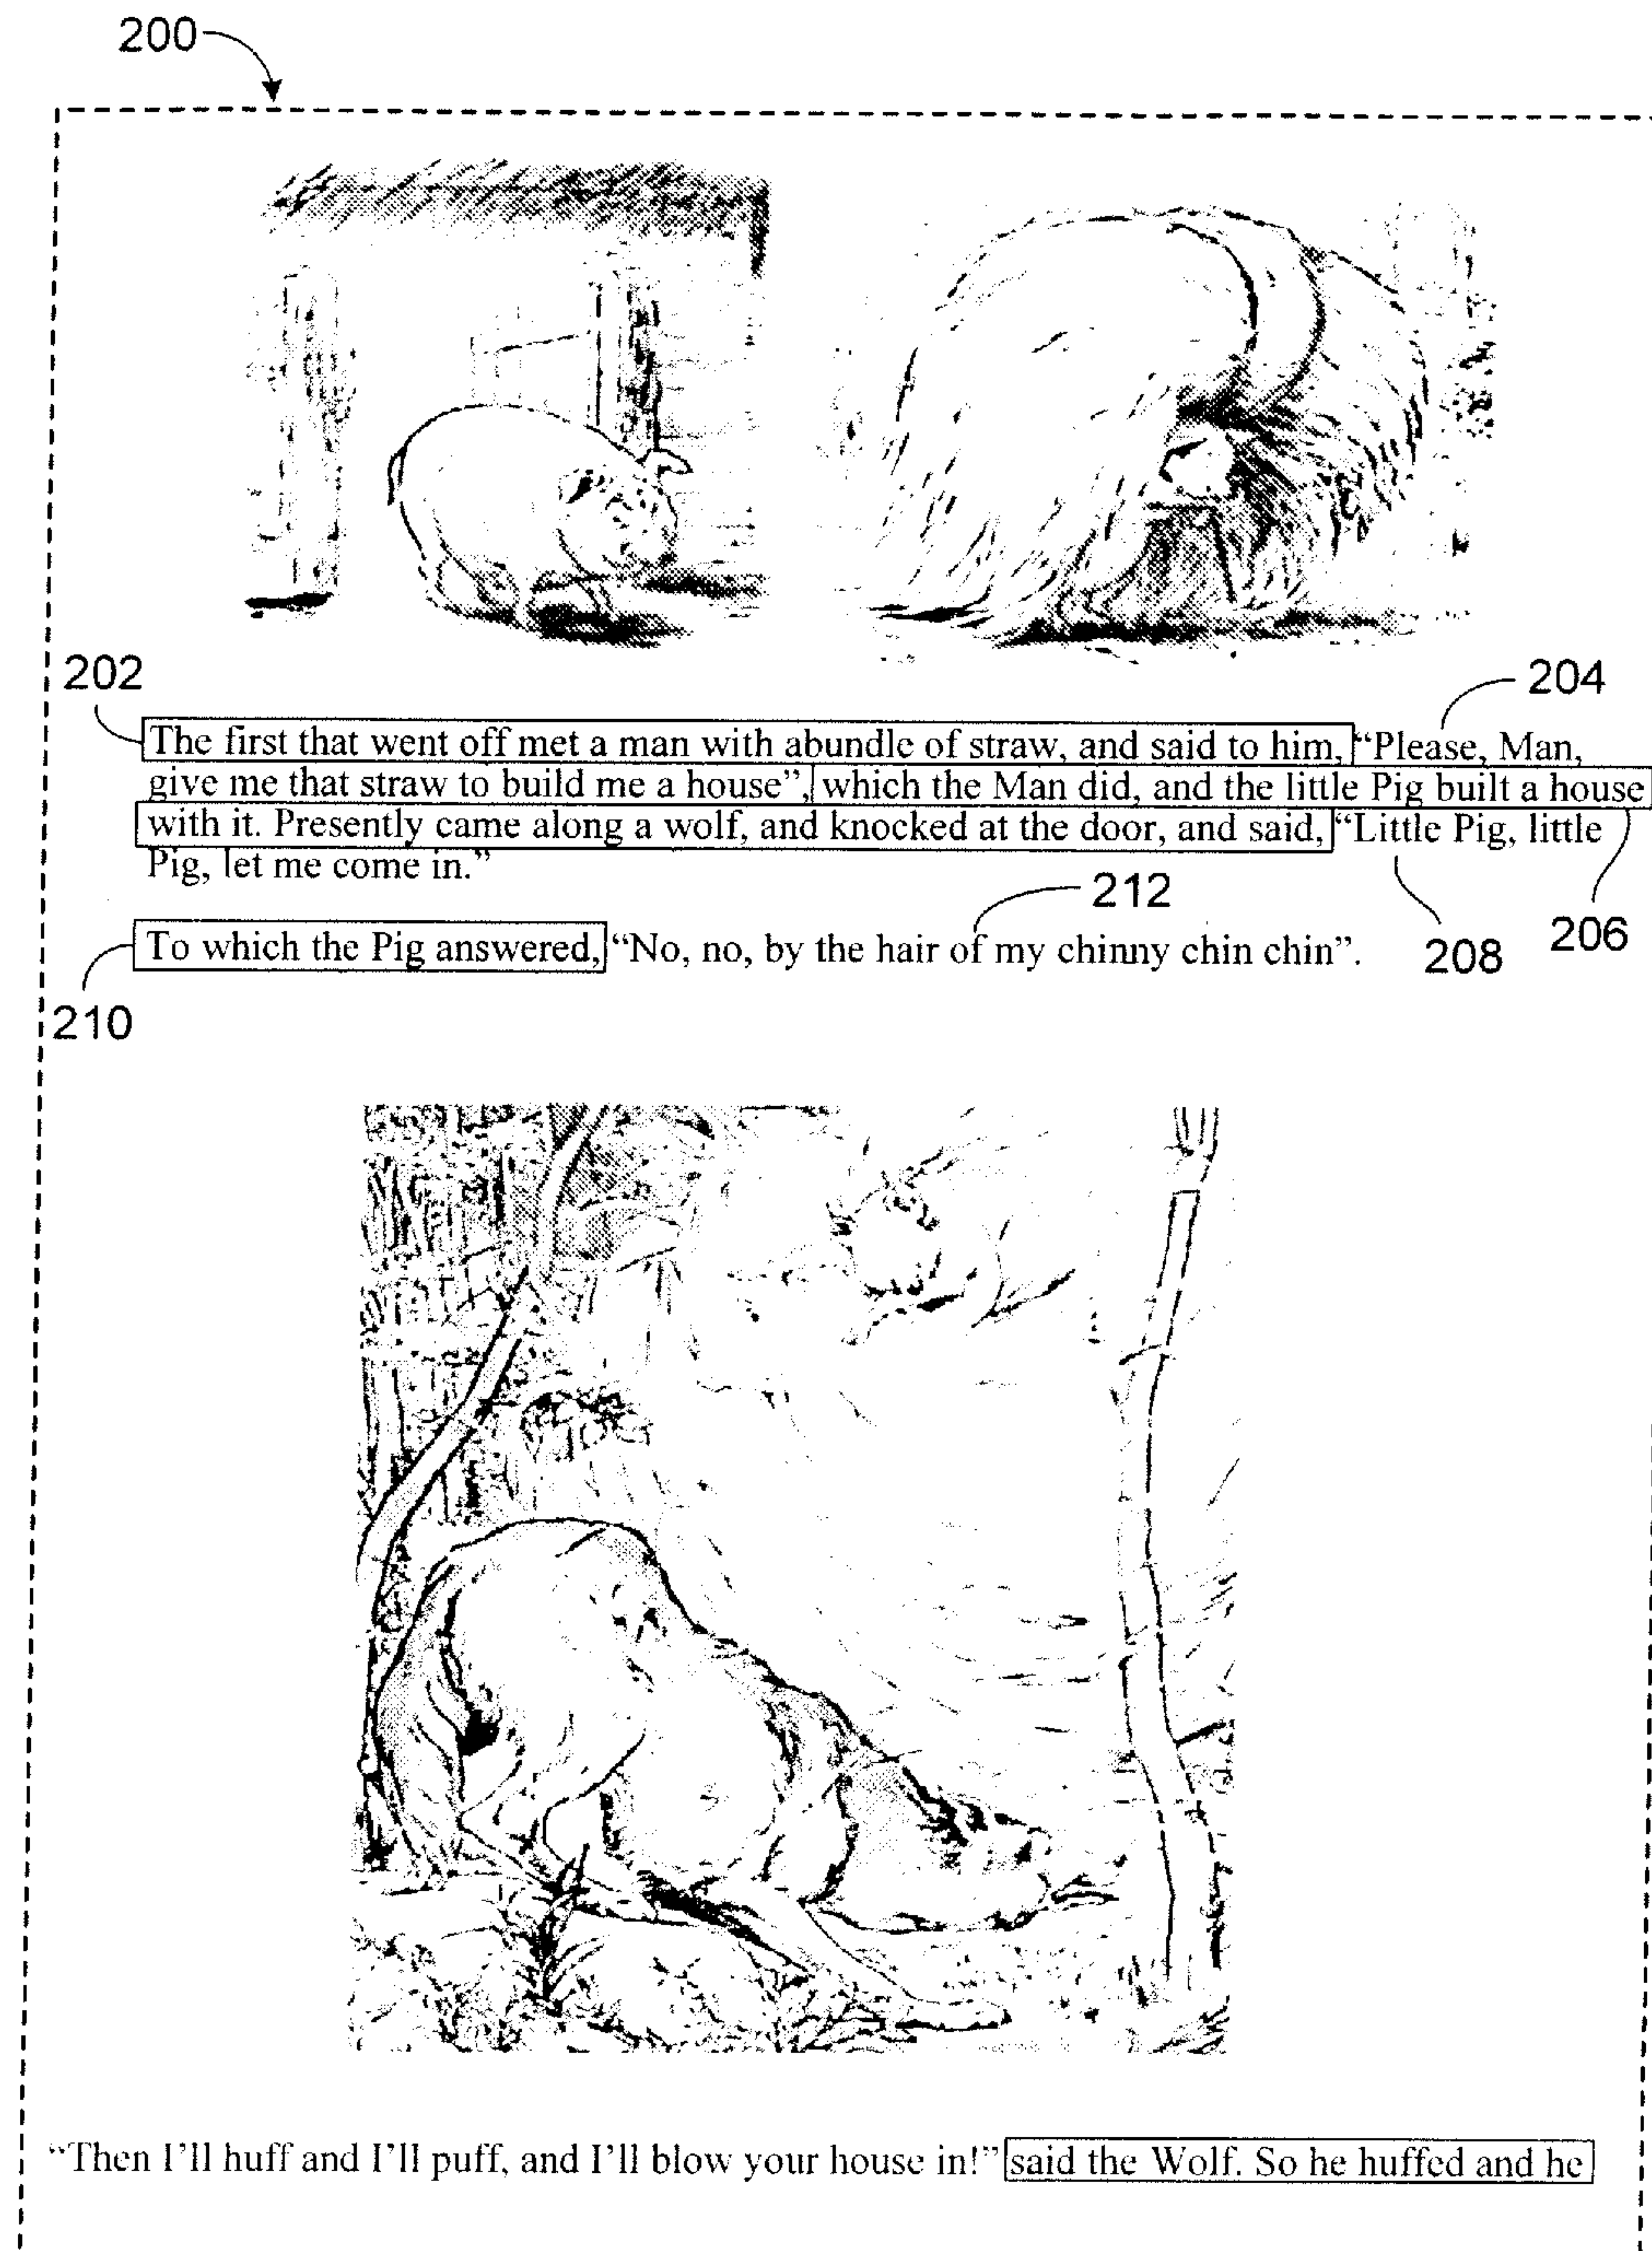 200
202
204
The first that went off met a man with abundle of straw, and said to him, “Please, Man,
give me that straw to build me a house”, which the Man did, and the little Pig built a house
with it. Presently came along a wolf, and knocked at the door, and said, “Little Pig, little
Pig, let me come in.”
212
206
To which the Pig answered, “No, no, by the hair of my chinny chin chin”.
208
210
“Then I’ll huff and I’ll puff, and I’ll blow your house in!” said the Wolf. So he huffed and he